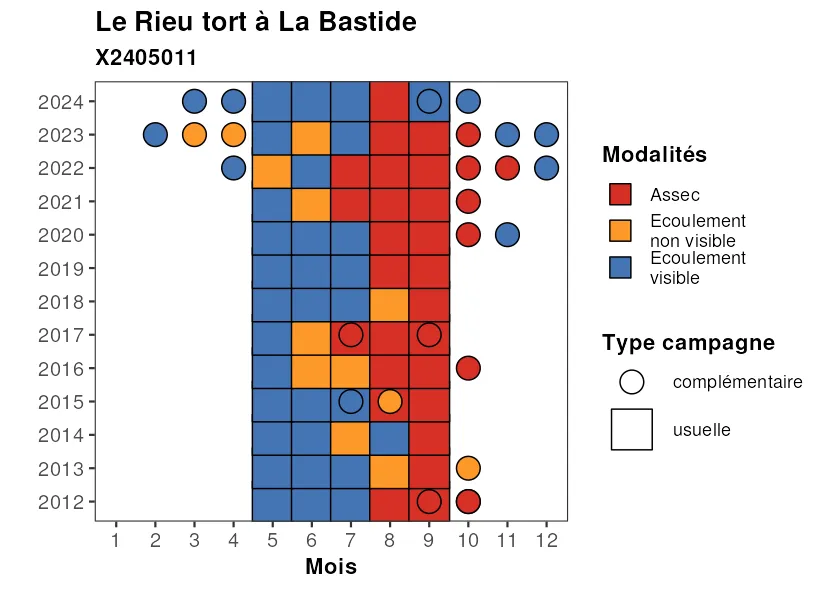 Le Rieu tort à La Bastide
X2405011
2024
2023
2022
2021
2020
2019
2018
2017
2016
2015
2014
2013
2012
1 2 3 4 5 6 7 8 9 10 11 12
Mois
Modalités
Assec
Ecoulement
non visible
Ecoulement
visible
Type campagne
complémentaire
usuelle